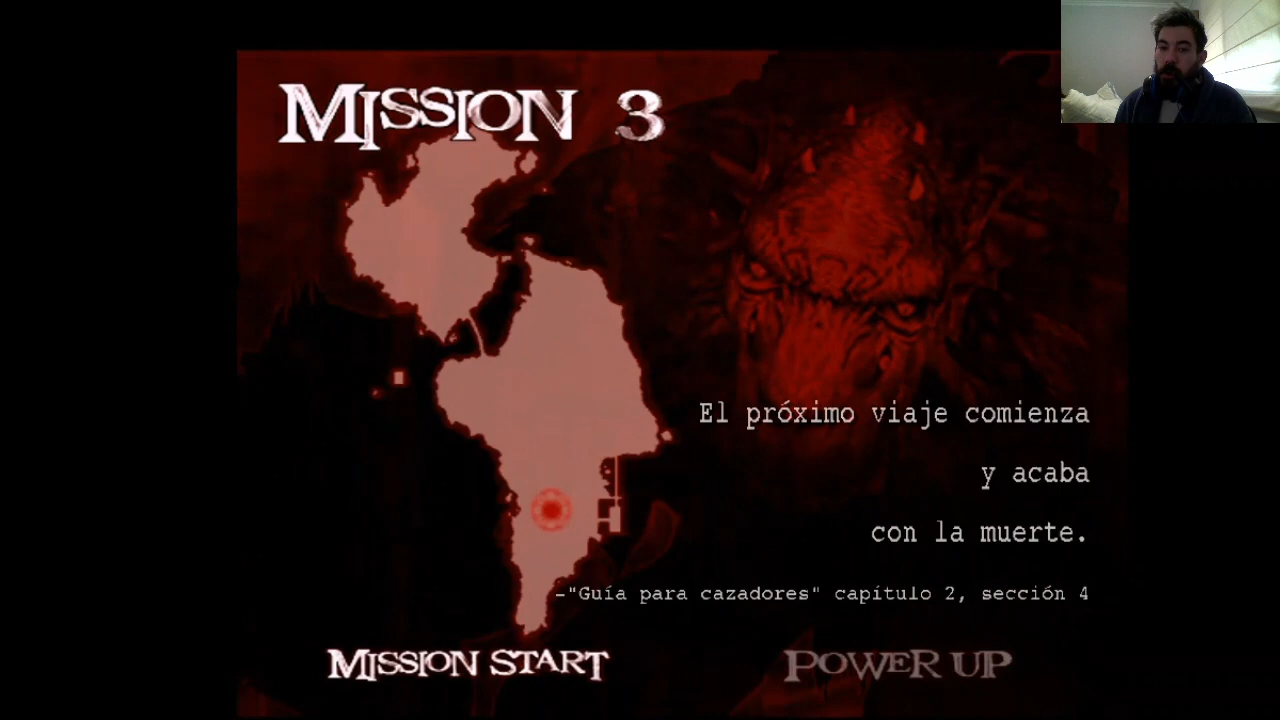 MISSION 3
El próximo viaje comienza
y acaba
con la muerte.
-"Guía para cazadores" capítulo 2, sección 4
MISSION START
POWER UP